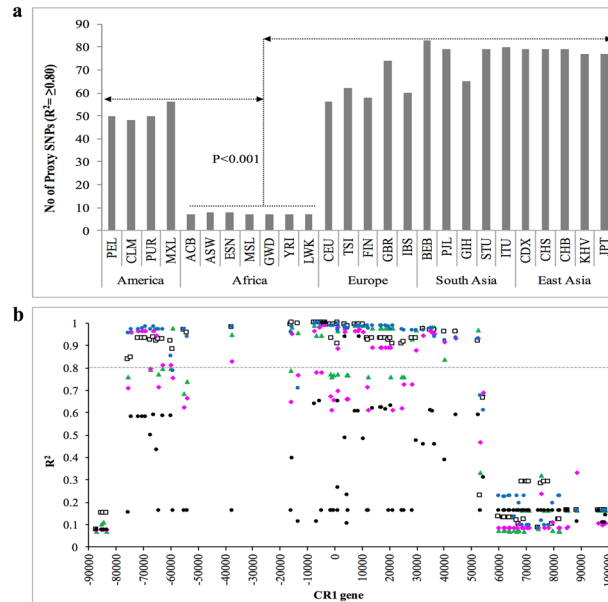 a
No of Proxy SNPs (R²= ≥0.80)
90
80
70
60
50
40
30
20
10
0
P<0.001
PEL
CLM
PUR
MXL
ACB
ASW
ESN
MSL
GWD
YRI
LWK
CEU
TSI
FIN
GBR
IBS
BEB
PJL
GIH
STU
ITU
CDX
CHS
CHB
KHV
JPT
America
Africa
Europe
South Asia
East Asia
b
R²
1
0.9
0.8
0.7
0.6
0.5
0.4
0.3
0.2
0.1
0
-90000
-80000
-70000
-60000
-50000
-40000
-30000
-20000
-10000
0
10000
20000
30000
40000
50000
60000
70000
80000
90000
100000
CR1 gene